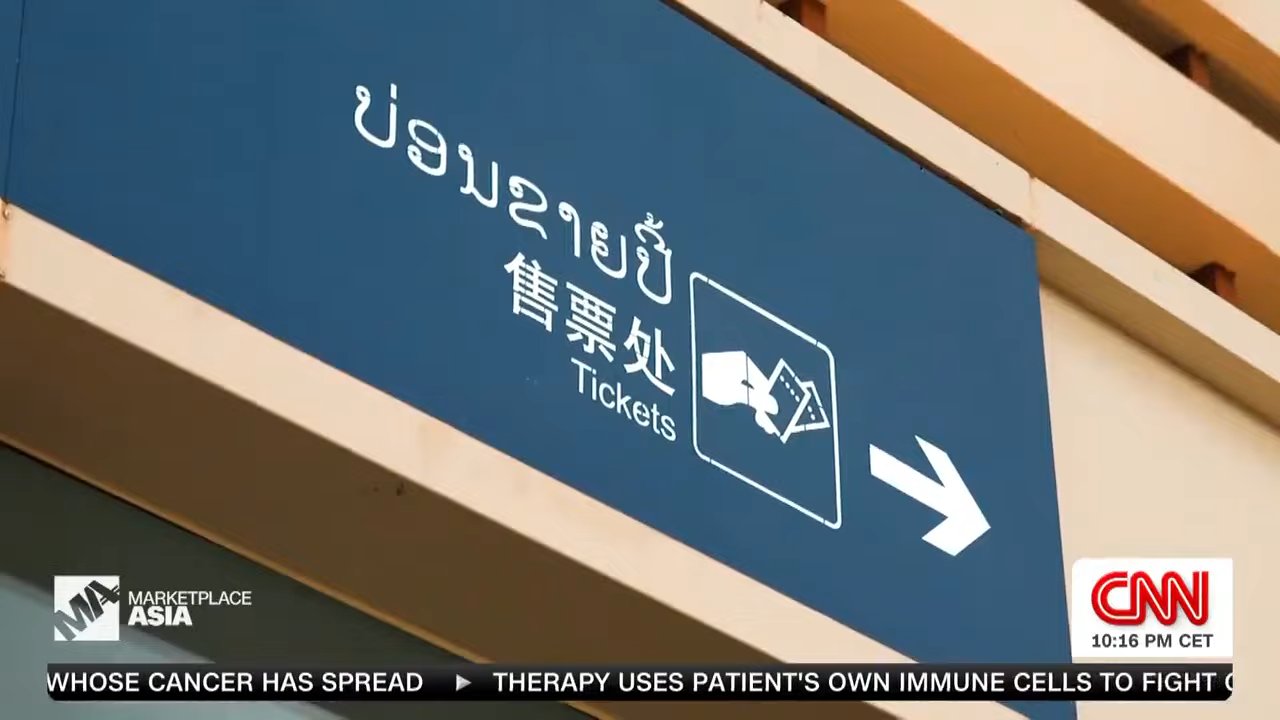 ບ່ອນຂາຍປີ້
售票处
Tickets
MA
MARKETPLACE
ASIA
CNN
10:16 PM CET
WHOSE CANCER HAS SPREAD ▶ THERAPY USES PATIENT'S OWN IMMUNE CELLS TO FIGHT